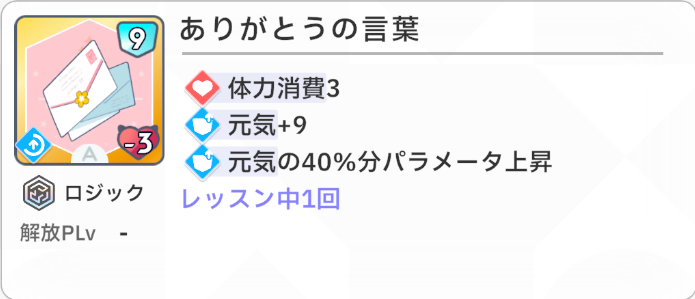 ありがとうの言葉
9
-3
A
体力消費3
元気+9
元気の40%分パラメータ上昇
レッスン中1回
ロジック
解放PLv -